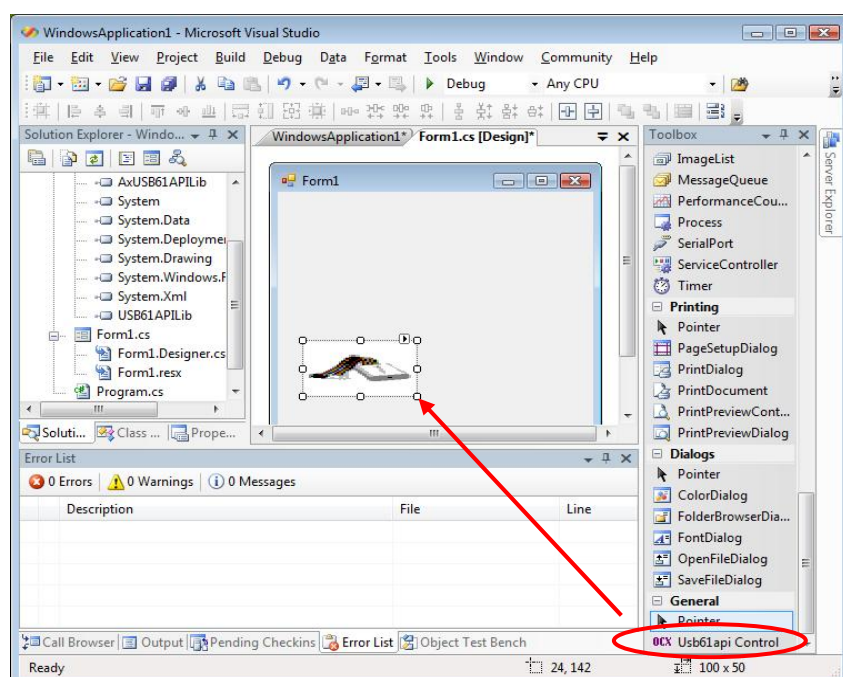 WindowsApplication1 - Microsoft Visual Studio
File Edit View Project Build Debug Data Format Tools Window Community Help
Debug Any CPU
Solution Explorer - Windo...
AxUSB61APILib
System
System.Data
System.Deploymei
System.Drawing
System.Windows.F
System.Xml
USB61APILib
Form1.cs
Form1.Designer.cs
Form1.resx
Program.cs
Soluti... Class ... Prope...
WindowsApplication1* Form1.cs [Design]*
Form1
Toolbox
ImageList
MessageQueue
PerformanceCou...
Process
SerialPort
ServiceController
Timer
Printing
Pointer
PageSetupDialog
PrintDialog
PrintDocument
PrintPreviewCont...
PrintPreviewDialog
Dialogs
Pointer
ColorDialog
FolderBrowserDia...
FontDialog
OpenFileDialog
SaveFileDialog
General
Pointer
OCX Usb61api Control
Server Explorer
Error List
0 Errors 0 Warnings 0 Messages
Description File Line
Call Browser Output Pending Checkins Error List Object Test Bench
Ready 24, 142 100 x 50